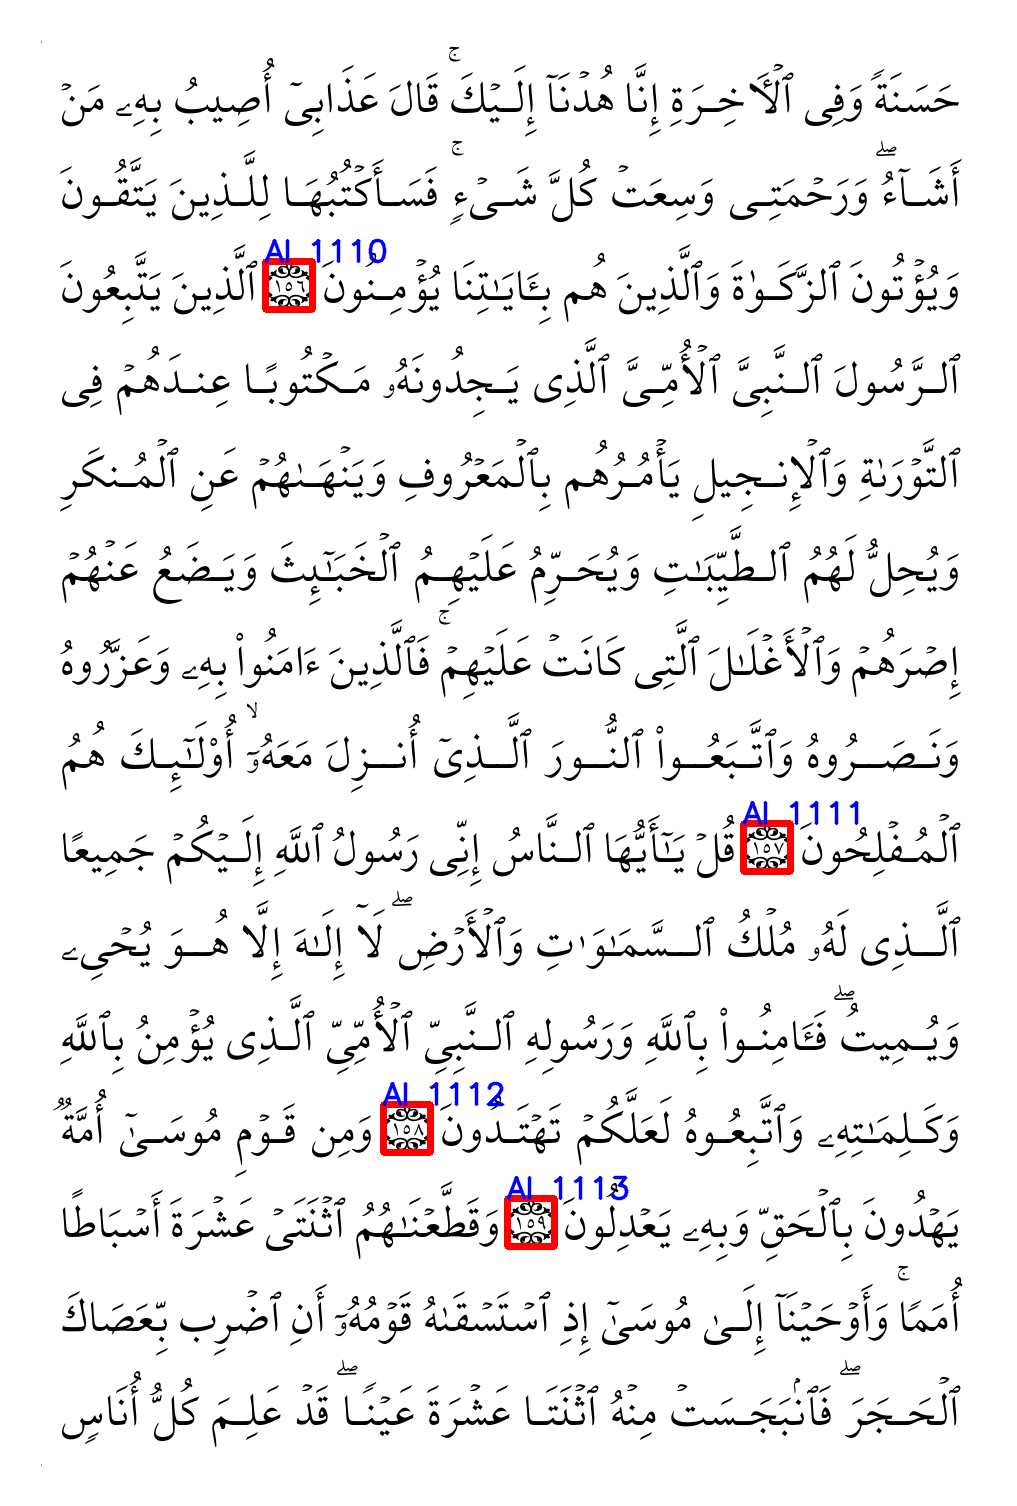 حَسَنَةً وَفِى ٱلْـَٔاخِرَةِ إِنَّا هُدْنَآ إِلَيْكَ ۚ قَالَ عَذَابِىٓ أُصِيبُ بِهِۦ مَنْ
أَشَآءُ ۖ وَرَحْمَتِى وَسِعَتْ كُلَّ شَىْءٍ ۚ فَسَأَكْتُبُهَا لِلَّذِينَ يَتَّقُونَ
AI_1110
وَيُؤْتُونَ ٱلزَّكَوٰةَ وَٱلَّذِينَ هُم بِـَٔايَـٰتِنَا يُؤْمِنُونَ ١٥٦ ٱلَّذِينَ يَتَّبِعُونَ
ٱلرَّسُولَ ٱلنَّبِىَّ ٱلْأُمِّىَّ ٱلَّذِى يَجِدُونَهُۥ مَكْتُوبًا عِندَهُمْ فِى
ٱلتَّوْرَىٰةِ وَٱلْإِنجِيلِ يَأْمُرُهُم بِٱلْمَعْرُوفِ وَيَنْهَىٰهُمْ عَنِ ٱلْمُنكَرِ
وَيُحِلُّ لَهُمُ ٱلطَّيِّبَـٰتِ وَيُحَرِّمُ عَلَيْهِمُ ٱلْخَبَـٰٓئِثَ وَيَضَعُ عَنْهُمْ
إِصْرَهُمْ وَٱلْأَغْلَـٰلَ ٱلَّتِى كَانَتْ عَلَيْهِمْ ۚ فَٱلَّذِينَ ءَامَنُوا۟ بِهِۦ وَعَزَّرُوهُ
وَنَصَرُوهُ وَٱتَّبَعُوا۟ ٱلنُّورَ ٱلَّذِىٓ أُنزِلَ مَعَهُۥٓ ۙ أُو۟لَـٰٓئِكَ هُمُ
AI_1111
ٱلْمُفْلِحُونَ ١٥٧ قُلْ يَـٰٓأَيُّهَا ٱلنَّاسُ إِنِّى رَسُولُ ٱللَّهِ إِلَيْكُمْ جَمِيعًا
ٱلَّذِى لَهُۥ مُلْكُ ٱلسَّمَـٰوَٰتِ وَٱلْأَرْضِ ۖ لَآ إِلَـٰهَ إِلَّا هُوَ يُحْىِۦ
وَيُمِيتُ ۖ فَـَٔامِنُوا۟ بِٱللَّهِ وَرَسُولِهِ ٱلنَّبِىِّ ٱلْأُمِّىِّ ٱلَّذِى يُؤْمِنُ بِٱللَّهِ
AI_1112
وَكَلِمَـٰتِهِۦ وَٱتَّبِعُوهُ لَعَلَّكُمْ تَهْتَدُونَ ١٥٨ وَمِن قَوْمِ مُوسَىٰٓ أُمَّةٌ
AI_1113
يَهْدُونَ بِٱلْحَقِّ وَبِهِۦ يَعْدِلُونَ ١٥٩ وَقَطَّعْنَـٰهُمُ ٱثْنَتَىْ عَشْرَةَ أَسْبَاطًا
أُمَمًا ۚ وَأَوْحَيْنَآ إِلَىٰ مُوسَىٰٓ إِذِ ٱسْتَسْقَىٰهُ قَوْمُهُۥٓ أَنِ ٱضْرِب بِّعَصَاكَ
ٱلْحَجَرَ ۖ فَٱنۢبَجَسَتْ مِنْهُ ٱثْنَتَا عَشْرَةَ عَيْنًا ۖ قَدْ عَلِمَ كُلُّ أُنَاسٍ